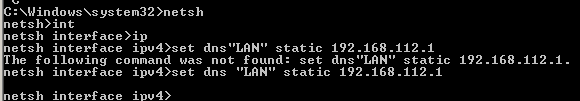 C:\Windows\system32>netsh
netsh>int
netsh interface>ip
netsh interface ipv4>set dns"LAN" static 192.168.112.1
The following command was not found: set dns"LAN" static 192.168.112.1.
netsh interface ipv4>set dns "LAN" static 192.168.112.1
netsh interface ipv4>